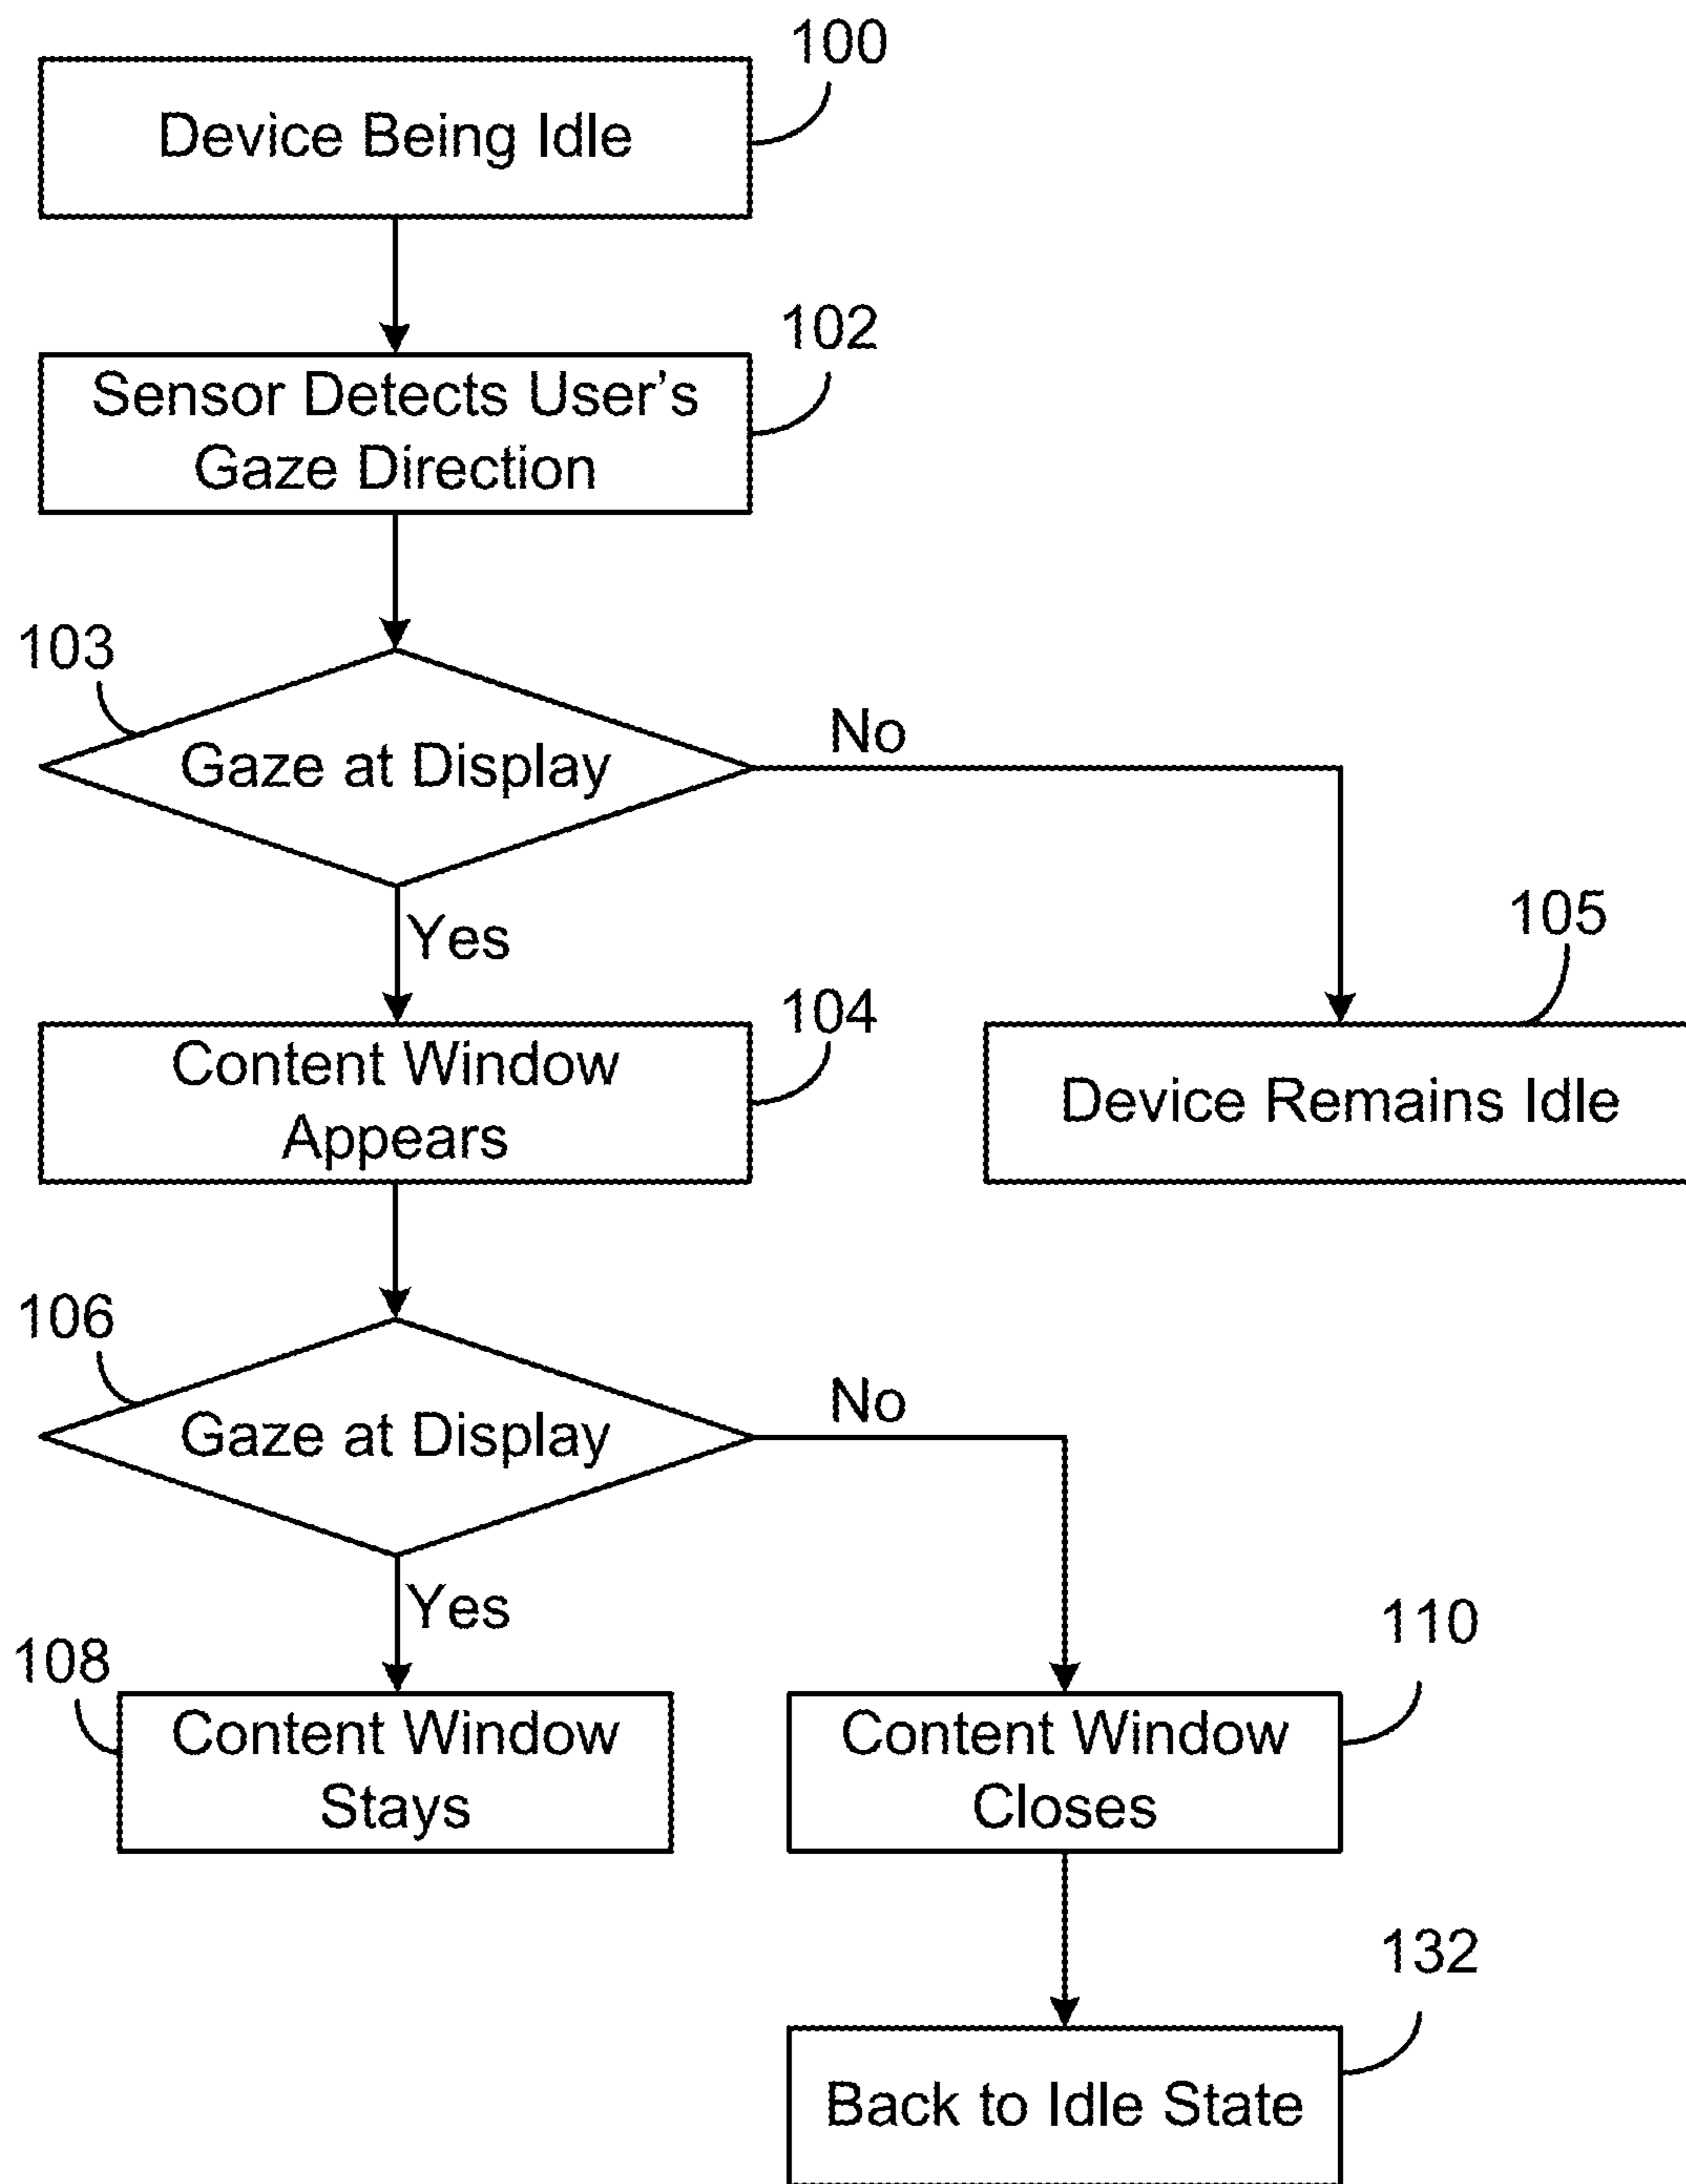 100
Device Being Idle
102
Sensor Detects User's
Gaze Direction
103
Gaze at Display
No
Yes
105
104
Content Window
Appears
Device Remains Idle
106
Gaze at Display
No
Yes
108
110
Content Window
Stays
Content Window
Closes
132
Back to Idle State